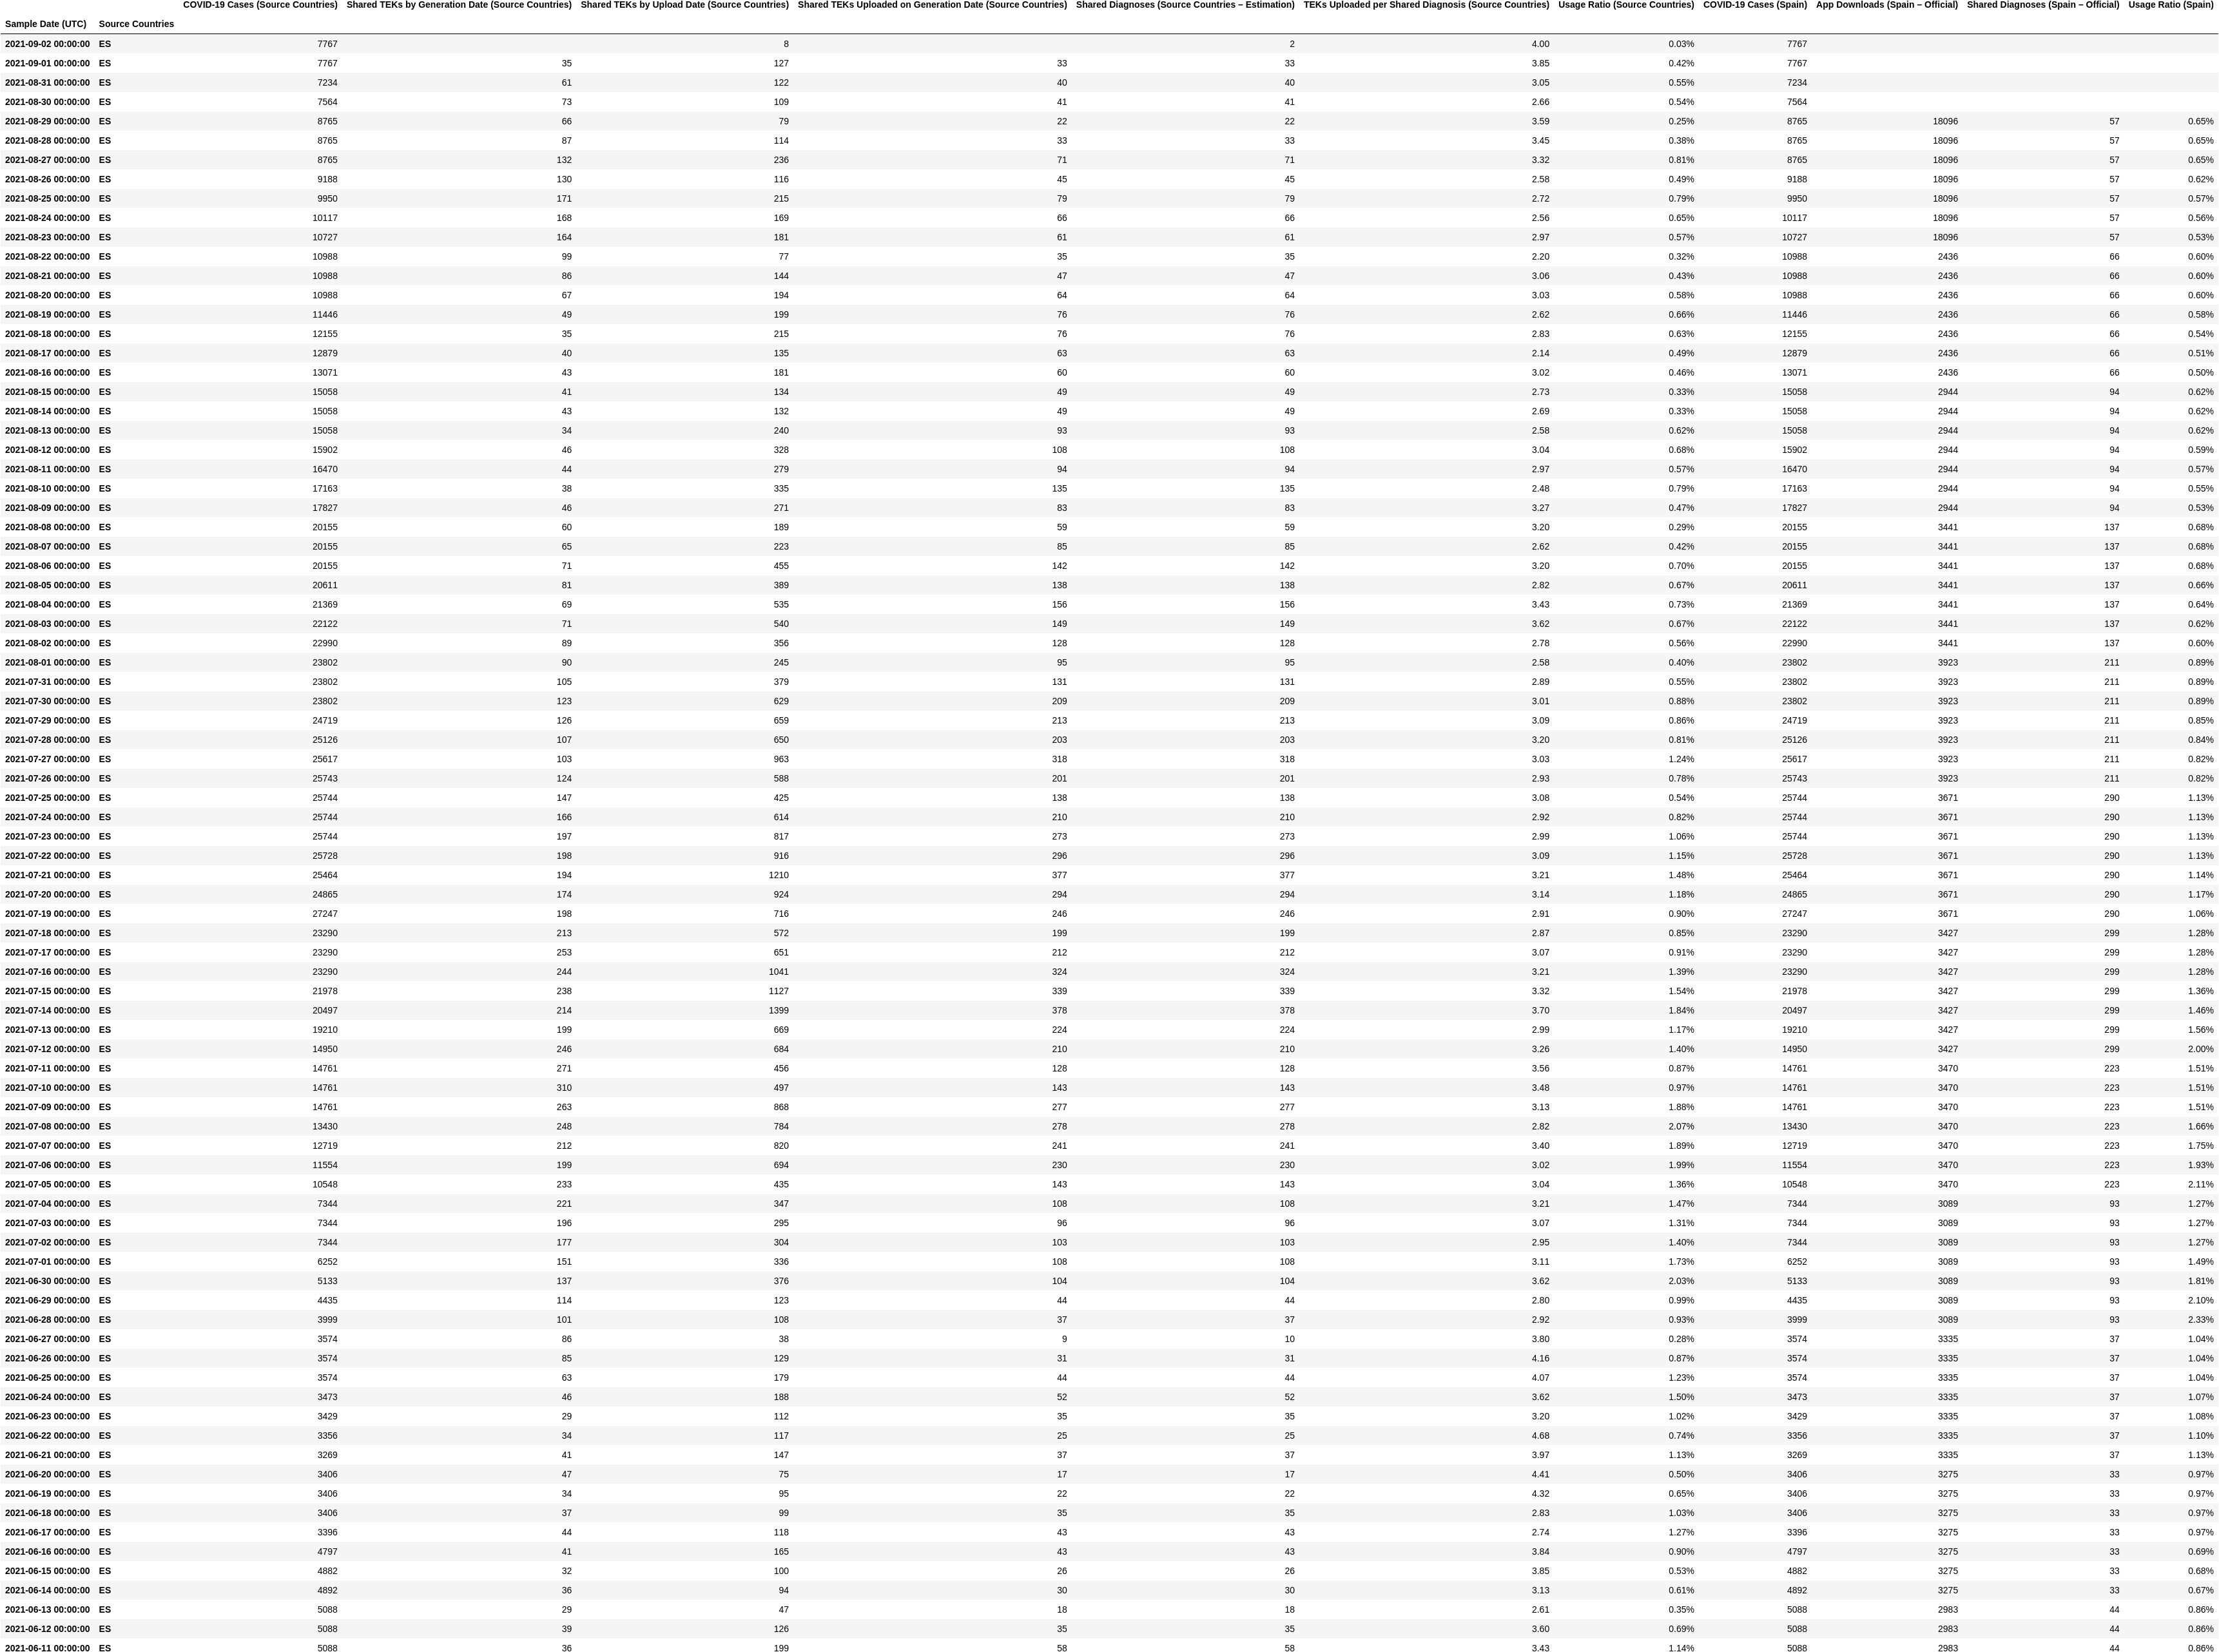 COVID-19 Cases (Source Countries) Shared TEKs by Generation Date (Source Countries) Shared TEKs by Upload Date (Source Countries) Shared TEKs Uploaded on Generation Date (Source Countries) Shared Diagnoses (Source Countries – Estimation) TEKs Uploaded per Shared Diagnosis (Source Countries) Usage Ratio (Source Countries) COVID-19 Cases (Spain) App Downloads (Spain – Official) Shared Diagnoses (Spain – Official) Usage Ratio (Spain)
Sample Date (UTC) Source Countries
2021-09-02 00:00:00 ES 7767 8 2 4.00 0.03% 7767
2021-09-01 00:00:00 ES 7767 35 127 33 33 3.85 0.42% 7767
2021-08-31 00:00:00 ES 7234 61 122 40 40 3.05 0.55% 7234
2021-08-30 00:00:00 ES 7564 73 109 41 41 2.66 0.54% 7564
2021-08-29 00:00:00 ES 8765 66 79 22 22 3.59 0.25% 8765 18096 57 0.65%
2021-08-28 00:00:00 ES 8765 87 114 33 33 3.45 0.38% 8765 18096 57 0.65%
2021-08-27 00:00:00 ES 8765 132 236 71 71 3.32 0.81% 8765 18096 57 0.65%
2021-08-26 00:00:00 ES 9188 130 116 45 45 2.58 0.49% 9188 18096 57 0.62%
2021-08-25 00:00:00 ES 9950 171 215 79 79 2.72 0.79% 9950 18096 57 0.57%
2021-08-24 00:00:00 ES 10117 168 169 66 66 2.56 0.65% 10117 18096 57 0.56%
2021-08-23 00:00:00 ES 10727 164 181 61 61 2.97 0.57% 10727 18096 57 0.53%
2021-08-22 00:00:00 ES 10988 99 77 35 35 2.20 0.32% 10988 2436 66 0.60%
2021-08-21 00:00:00 ES 10988 86 144 47 47 3.06 0.43% 10988 2436 66 0.60%
2021-08-20 00:00:00 ES 10988 67 194 64 64 3.03 0.58% 10988 2436 66 0.60%
2021-08-19 00:00:00 ES 11446 49 199 76 76 2.62 0.66% 11446 2436 66 0.58%
2021-08-18 00:00:00 ES 12155 35 215 76 76 2.83 0.63% 12155 2436 66 0.54%
2021-08-17 00:00:00 ES 12879 40 135 63 63 2.14 0.49% 12879 2436 66 0.51%
2021-08-16 00:00:00 ES 13071 43 181 60 60 3.02 0.46% 13071 2436 66 0.50%
2021-08-15 00:00:00 ES 15058 41 134 49 49 2.73 0.33% 15058 2944 94 0.62%
2021-08-14 00:00:00 ES 15058 43 132 49 49 2.69 0.33% 15058 2944 94 0.62%
2021-08-13 00:00:00 ES 15058 34 240 93 93 2.58 0.62% 15058 2944 94 0.62%
2021-08-12 00:00:00 ES 15902 46 328 108 108 3.04 0.68% 15902 2944 94 0.59%
2021-08-11 00:00:00 ES 16470 44 279 94 94 2.97 0.57% 16470 2944 94 0.57%
2021-08-10 00:00:00 ES 17163 38 335 135 135 2.48 0.79% 17163 2944 94 0.55%
2021-08-09 00:00:00 ES 17827 46 271 83 83 3.27 0.47% 17827 2944 94 0.53%
2021-08-08 00:00:00 ES 20155 60 189 59 59 3.20 0.29% 20155 3441 137 0.68%
2021-08-07 00:00:00 ES 20155 65 223 85 85 2.62 0.42% 20155 3441 137 0.68%
2021-08-06 00:00:00 ES 20155 71 455 142 142 3.20 0.70% 20155 3441 137 0.68%
2021-08-05 00:00:00 ES 20611 81 389 138 138 2.82 0.67% 20611 3441 137 0.66%
2021-08-04 00:00:00 ES 21369 69 535 156 156 3.43 0.73% 21369 3441 137 0.64%
2021-08-03 00:00:00 ES 22122 71 540 149 149 3.62 0.67% 22122 3441 137 0.62%
2021-08-02 00:00:00 ES 22990 89 356 128 128 2.78 0.56% 22990 3441 137 0.60%
2021-08-01 00:00:00 ES 23802 90 245 95 95 2.58 0.40% 23802 3923 211 0.89%
2021-07-31 00:00:00 ES 23802 105 379 131 131 2.89 0.55% 23802 3923 211 0.89%
2021-07-30 00:00:00 ES 23802 123 629 209 209 3.01 0.88% 23802 3923 211 0.89%
2021-07-29 00:00:00 ES 24719 126 659 213 213 3.09 0.86% 24719 3923 211 0.85%
2021-07-28 00:00:00 ES 25126 107 650 203 203 3.20 0.81% 25126 3923 211 0.84%
2021-07-27 00:00:00 ES 25617 103 963 318 318 3.03 1.24% 25617 3923 211 0.82%
2021-07-26 00:00:00 ES 25743 124 588 201 201 2.93 0.78% 25743 3923 211 0.82%
2021-07-25 00:00:00 ES 25744 147 425 138 138 3.08 0.54% 25744 3671 290 1.13%
2021-07-24 00:00:00 ES 25744 166 614 210 210 2.92 0.82% 25744 3671 290 1.13%
2021-07-23 00:00:00 ES 25744 197 817 273 273 2.99 1.06% 25744 3671 290 1.13%
2021-07-22 00:00:00 ES 25728 198 916 296 296 3.09 1.15% 25728 3671 290 1.13%
2021-07-21 00:00:00 ES 25464 194 1210 377 377 3.21 1.48% 25464 3671 290 1.14%
2021-07-20 00:00:00 ES 24865 174 924 294 294 3.14 1.18% 24865 3671 290 1.17%
2021-07-19 00:00:00 ES 27247 198 716 246 246 2.91 0.90% 27247 3671 290 1.06%
2021-07-18 00:00:00 ES 23290 213 572 199 199 2.87 0.85% 23290 3427 299 1.28%
2021-07-17 00:00:00 ES 23290 253 651 212 212 3.07 0.91% 23290 3427 299 1.28%
2021-07-16 00:00:00 ES 23290 244 1041 324 324 3.21 1.39% 23290 3427 299 1.28%
2021-07-15 00:00:00 ES 21978 238 1127 339 339 3.32 1.54% 21978 3427 299 1.36%
2021-07-14 00:00:00 ES 20497 214 1399 378 378 3.70 1.84% 20497 3427 299 1.46%
2021-07-13 00:00:00 ES 19210 199 669 224 224 2.99 1.17% 19210 3427 299 1.56%
2021-07-12 00:00:00 ES 14950 246 684 210 210 3.26 1.40% 14950 3427 299 2.00%
2021-07-11 00:00:00 ES 14761 271 456 128 128 3.56 0.87% 14761 3470 223 1.51%
2021-07-10 00:00:00 ES 14761 310 497 143 143 3.48 0.97% 14761 3470 223 1.51%
2021-07-09 00:00:00 ES 14761 263 868 277 277 3.13 1.88% 14761 3470 223 1.51%
2021-07-08 00:00:00 ES 13430 248 784 278 278 2.82 2.07% 13430 3470 223 1.66%
2021-07-07 00:00:00 ES 12719 212 820 241 241 3.40 1.89% 12719 3470 223 1.75%
2021-07-06 00:00:00 ES 11554 199 694 230 230 3.02 1.99% 11554 3470 223 1.93%
2021-07-05 00:00:00 ES 10548 233 435 143 143 3.04 1.36% 10548 3470 223 2.11%
2021-07-04 00:00:00 ES 7344 221 347 108 108 3.21 1.47% 7344 3089 93 1.27%
2021-07-03 00:00:00 ES 7344 196 295 96 96 3.07 1.31% 7344 3089 93 1.27%
2021-07-02 00:00:00 ES 7344 177 304 103 103 2.95 1.40% 7344 3089 93 1.27%
2021-07-01 00:00:00 ES 6252 151 336 108 108 3.11 1.73% 6252 3089 93 1.49%
2021-06-30 00:00:00 ES 5133 137 376 104 104 3.62 2.03% 5133 3089 93 1.81%
2021-06-29 00:00:00 ES 4435 114 123 44 44 2.80 0.99% 4435 3089 93 2.10%
2021-06-28 00:00:00 ES 3999 101 108 37 37 2.92 0.93% 3999 3089 93 2.33%
2021-06-27 00:00:00 ES 3574 86 38 9 10 3.80 0.28% 3574 3335 37 1.04%
2021-06-26 00:00:00 ES 3574 85 129 31 31 4.16 0.87% 3574 3335 37 1.04%
2021-06-25 00:00:00 ES 3574 63 179 44 44 4.07 1.23% 3574 3335 37 1.04%
2021-06-24 00:00:00 ES 3473 46 188 52 52 3.62 1.50% 3473 3335 37 1.07%
2021-06-23 00:00:00 ES 3429 29 112 35 35 3.20 1.02% 3429 3335 37 1.08%
2021-06-22 00:00:00 ES 3356 34 117 25 25 4.68 0.74% 3356 3335 37 1.10%
2021-06-21 00:00:00 ES 3269 41 147 37 37 3.97 1.13% 3269 3335 37 1.13%
2021-06-20 00:00:00 ES 3406 47 75 17 17 4.41 0.50% 3406 3275 33 0.97%
2021-06-19 00:00:00 ES 3406 34 95 22 22 4.32 0.65% 3406 3275 33 0.97%
2021-06-18 00:00:00 ES 3406 37 99 35 35 2.83 1.03% 3406 3275 33 0.97%
2021-06-17 00:00:00 ES 3396 44 118 43 43 2.74 1.27% 3396 3275 33 0.97%
2021-06-16 00:00:00 ES 4797 41 165 43 43 3.84 0.90% 4797 3275 33 0.69%
2021-06-15 00:00:00 ES 4882 32 100 26 26 3.85 0.53% 4882 3275 33 0.68%
2021-06-14 00:00:00 ES 4892 36 94 30 30 3.13 0.61% 4892 3275 33 0.67%
2021-06-13 00:00:00 ES 5088 29 47 18 18 2.61 0.35% 5088 2983 44 0.86%
2021-06-12 00:00:00 ES 5088 39 126 35 35 3.60 0.69% 5088 2983 44 0.86%
2021-06-11 00:00:00 ES 5088 36 199 58 58 3.43 1.14% 5088 2983 44 0.86%